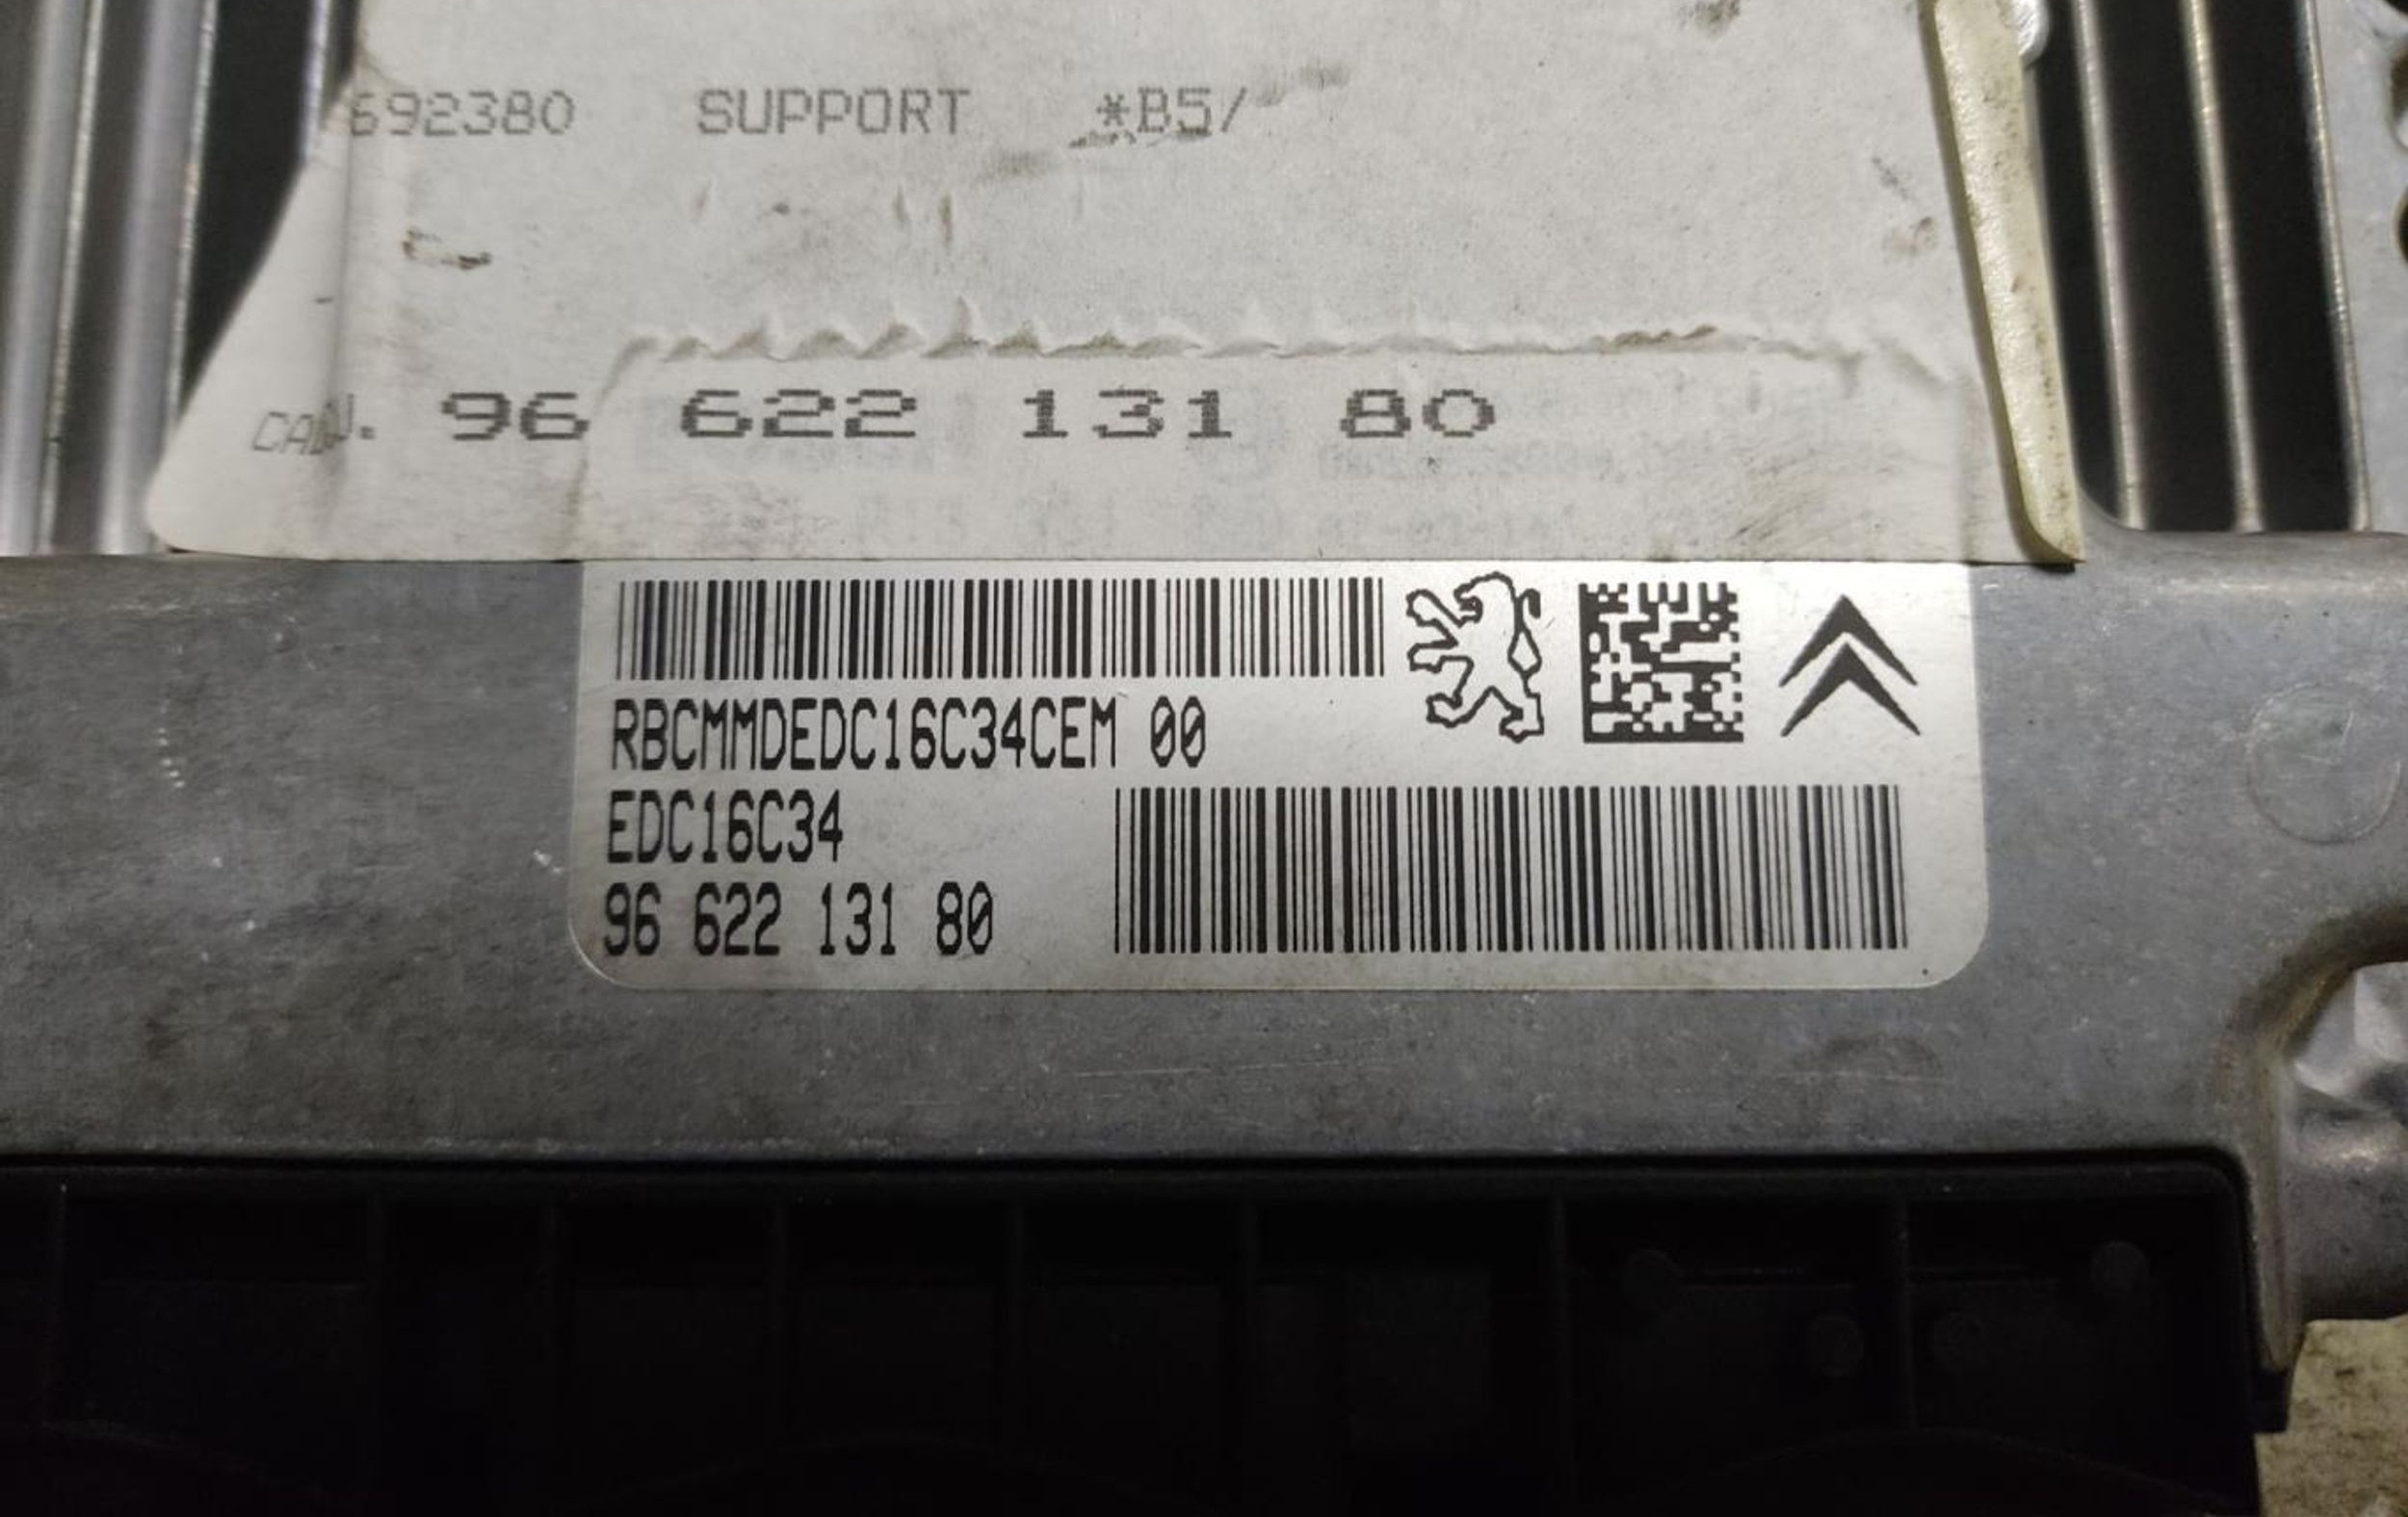 692380 SUPPORT *B5/
96 622 131 80
RBCMMDEDC16C34CEM 00
EDC16C34
96 622 131 80